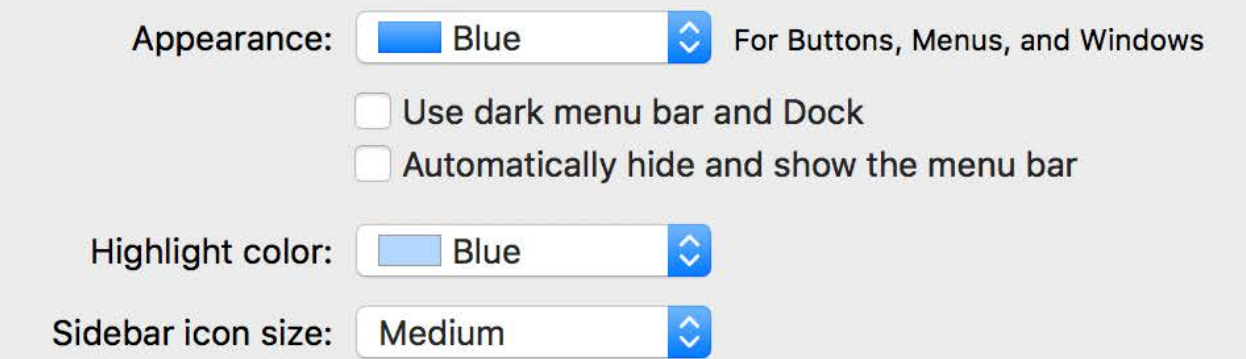 Appearance: Blue For Buttons, Menus, and Windows
Use dark menu bar and Dock
Automatically hide and show the menu bar
Highlight color: Blue
Sidebar icon size: Medium